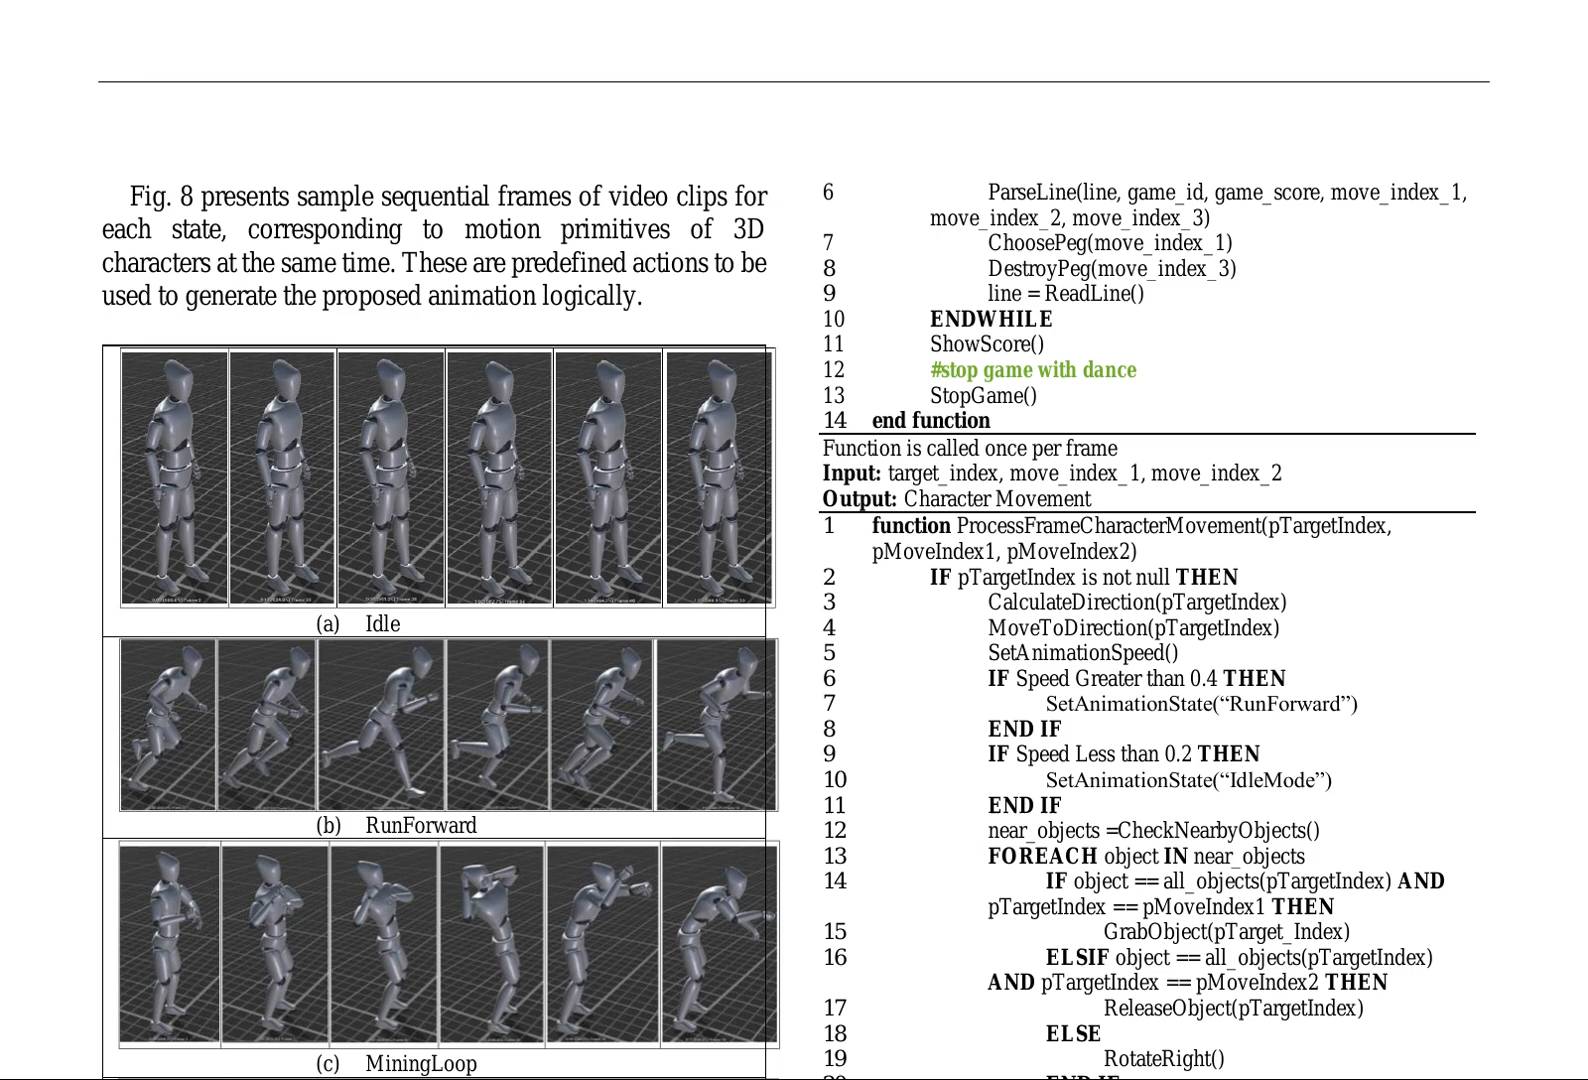 Fig. 8 presents sample sequential frames of video clips for
each state, corresponding to motion primitives of 3D
characters at the same time. These are predefined actions to be
used to generate the proposed animation logically.
(a) Idle
(b) RunForward
(c) MiningLoop
6 ParseLine(line, game_id, game_score, move_index_1,
move_index_2, move_index_3)
7 ChoosePeg(move_index_1)
8 DestroyPeg(move_index_3)
9 line = ReadLine()
10 ENDWHILE
11 ShowScore()
12 #stop game with dance
13 StopGame()
14 end function
Function is called once per frame
Input: target_index, move_index_1, move_index_2
Output: Character Movement
1 function ProcessFrameCharacterMovement(pTargetIndex,
pMoveIndex1, pMoveIndex2)
2 IF pTargetIndex is not null THEN
3 CalculateDirection(pTargetIndex)
4 MoveToDirection(pTargetIndex)
5 SetAnimationSpeed()
6 IF Speed Greater than 0.4 THEN
7 SetAnimationState(“RunForward”)
8 END IF
9 IF Speed Less than 0.2 THEN
10 SetAnimationState(“IdleMode”)
11 END IF
12 near_objects =CheckNearbyObjects()
13 FOREACH object IN near_objects
14 IF object == all_objects(pTargetIndex) AND
pTargetIndex == pMoveIndex1 THEN
15 GrabObject(pTarget_Index)
16 ELSIF object == all_objects(pTargetIndex)
AND pTargetIndex == pMoveIndex2 THEN
17 ReleaseObject(pTargetIndex)
18 ELSE
19 RotateRight()